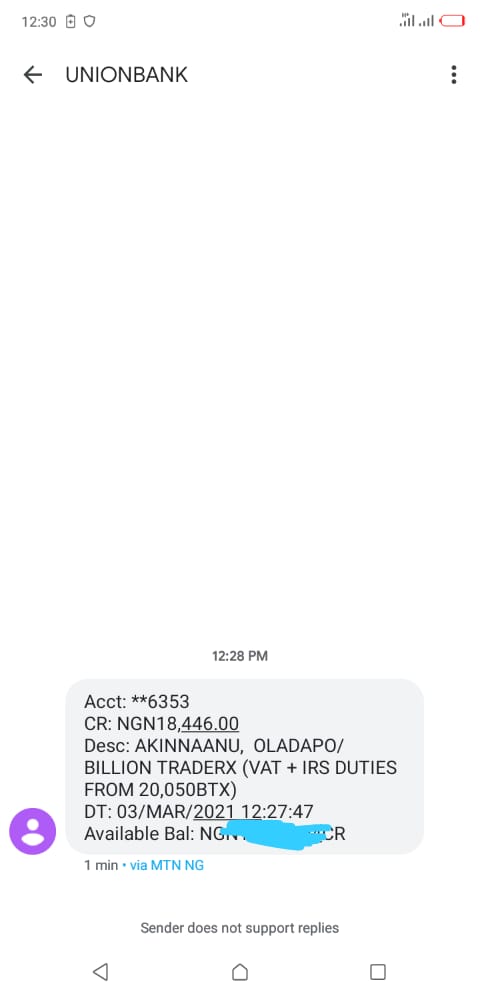 12:30
UNIONBANK
12:28 PM
Acct: **6353
CR: NGN18,446.00
Desc: AKINNAANU,  OLADAPO/
BILLION TRADERX (VAT + IRS DUTIES
FROM 20,050BTX)
DT: 03/MAR/2021 12:27:47
Available Bal: NGN CR
1 min • via MTN NG
Sender does not support replies